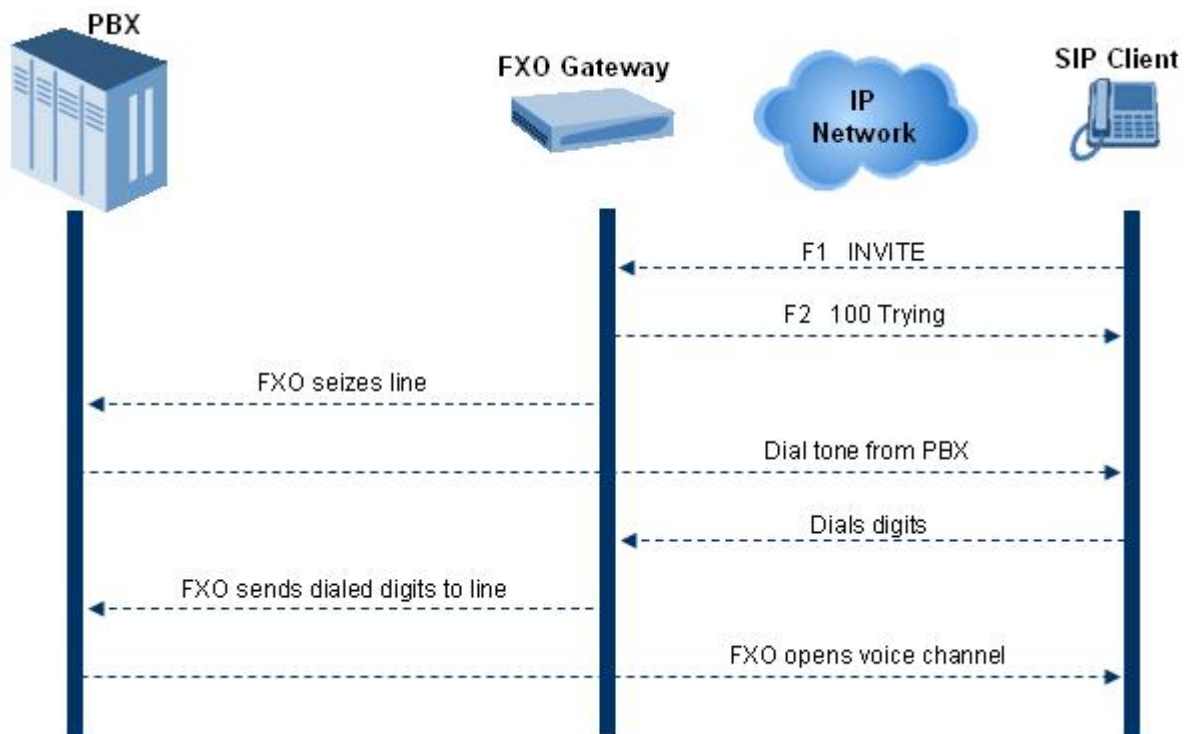 PBX
FXO Gateway
IP
Network
SIP Client
F1 INVITE
F2 100 Trying
FXO seizes line
Dial tone from PBX
Dials digits
FXO sends dialed digits to line
FXO opens voice channel